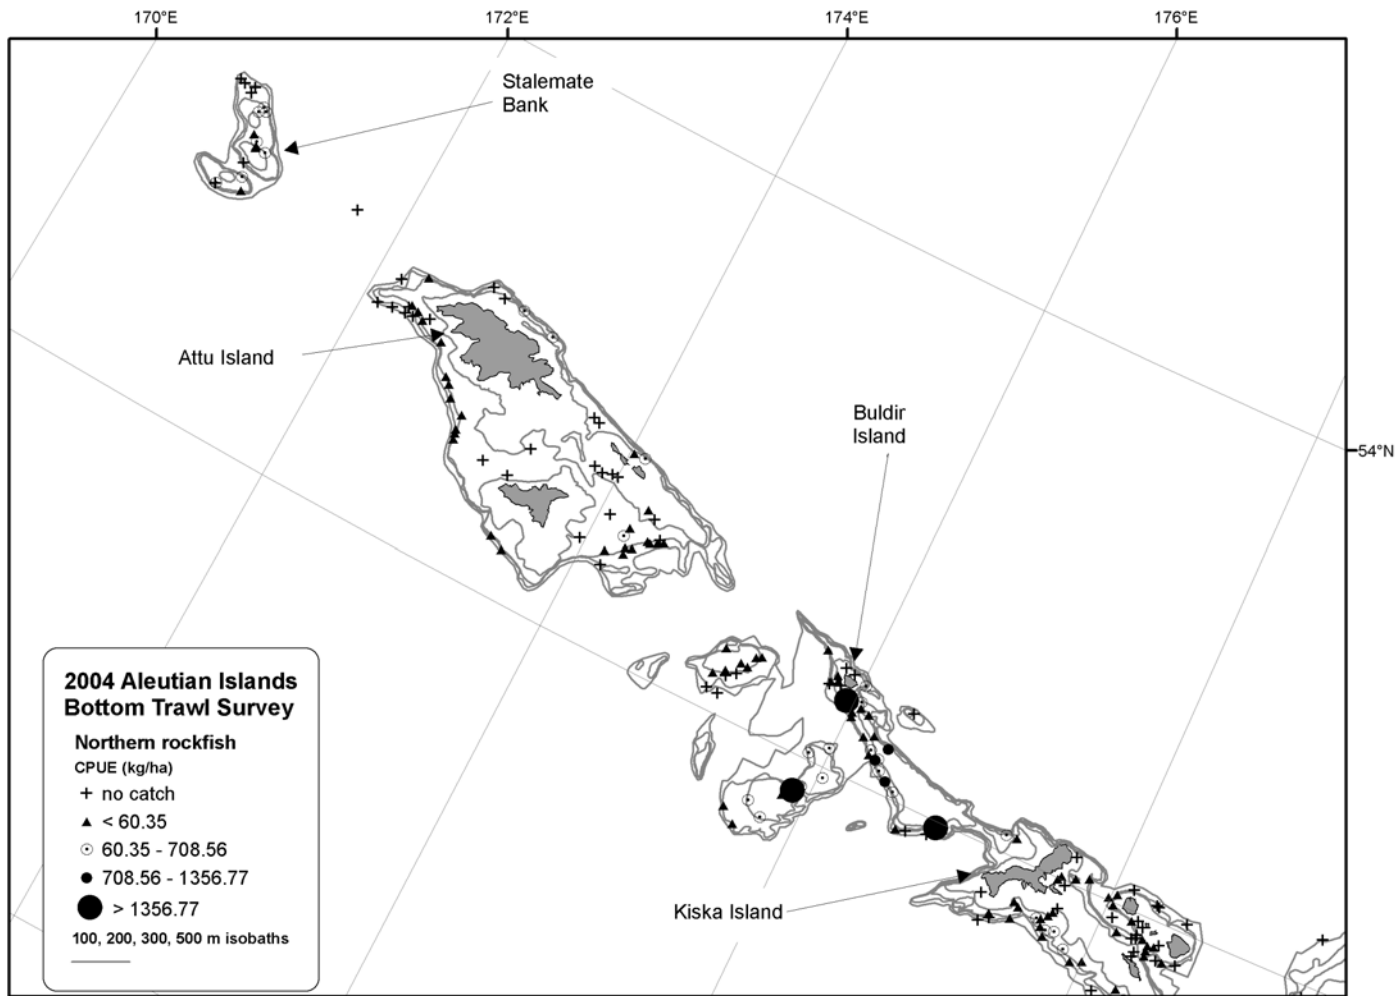 170°E
172°E
174°E
176°E
Stalemate
Bank
Attu Island
Buldir
Island
54°N
Kiska Island
2004 Aleutian Islands
Bottom Trawl Survey
Northern rockfish
CPUE (kg/ha)
no catch
< 60.35
60.35 - 708.56
708.56 - 1356.77
> 1356.77
100, 200, 300, 500 m isobaths